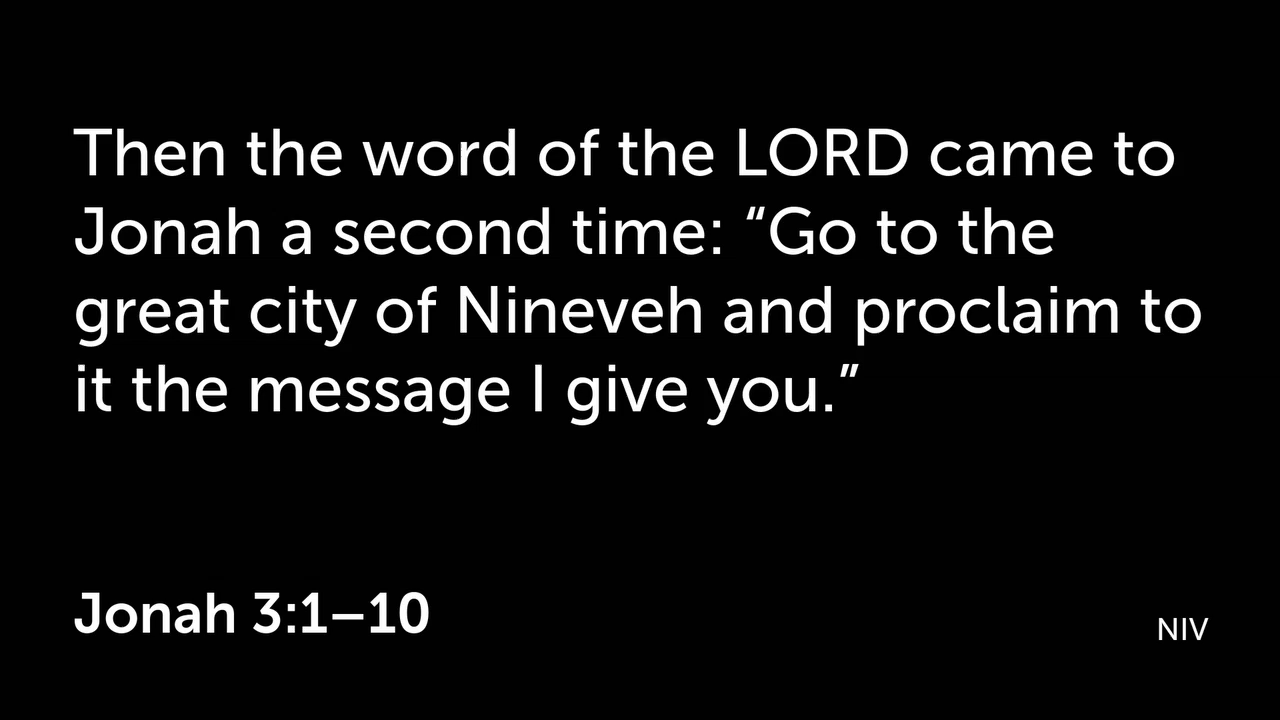 Then the word of the LORD came to
Jonah a second time: “Go to the
great city of Nineveh and proclaim to
it the message I give you.”
Jonah 3:1–10
NIV